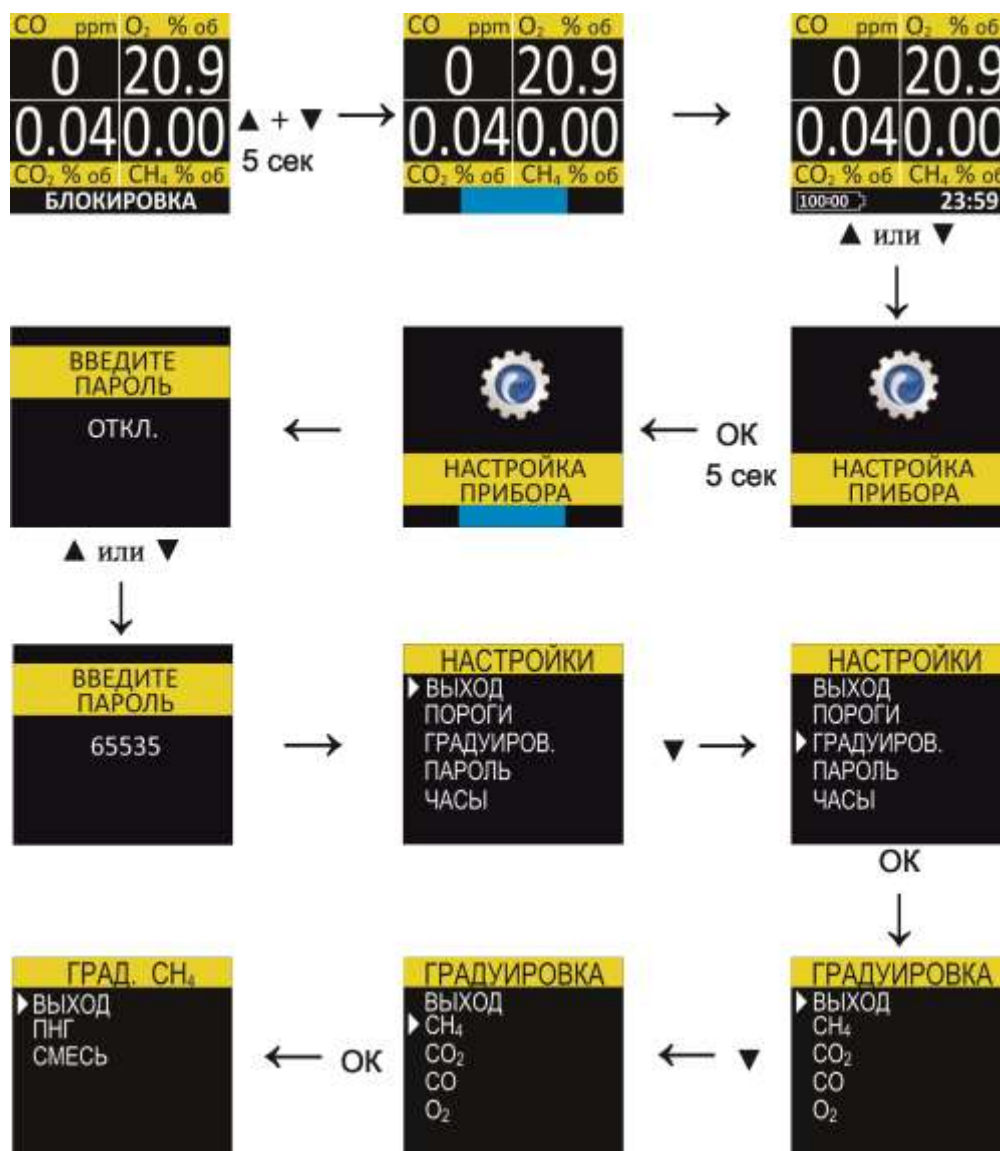 CO ppm O₂ % об
0 20.9
0.04 0.00
CO₂ % об CH₄ % об
БЛОКИРОВКА
▲ + ▼ →
5 сек
CO ppm O₂ % об
0 20.9
0.04 0.00
CO₂ % об CH₄ % об
→
CO ppm O₂ % об
0 20.9
0.04 0.00
CO₂ % об CH₄ % об
100:00 23:59
▲ или ▼
↓
НАСТРОЙКА
ПРИБОРА
← ОК
5 сек
НАСТРОЙКА
ПРИБОРА
←
ВВЕДИТЕ
ПАРОЛЬ
ОТКЛ.
▲ или ▼
↓
ВВЕДИТЕ
ПАРОЛЬ
65535
→
НАСТРОЙКИ
ВЫХОД
ПОРОГИ
ГРАДУИРОВ.
ПАРОЛЬ
ЧАСЫ
▼ →
НАСТРОЙКИ
ВЫХОД
ПОРОГИ
ГРАДУИРОВ.
ПАРОЛЬ
ЧАСЫ
ОК
↓
ГРАДУИРОВКА
ВЫХОД
CH₄
CO₂
CO
O₂
← ▼
ГРАДУИРОВКА
ВЫХОД
CH₄
CO₂
CO
O₂
← ОК
ГРАД. CH₄
ВЫХОД
ПНГ
СМЕСЬ